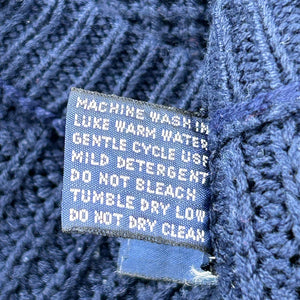 MACHINE WASH IN
LUKE WARM WATER
GENTLE CYCLE USE
MILD DETERGENT
DO NOT BLEACH
TUMBLE DRY LOW
DO NOT DRY CLEAN